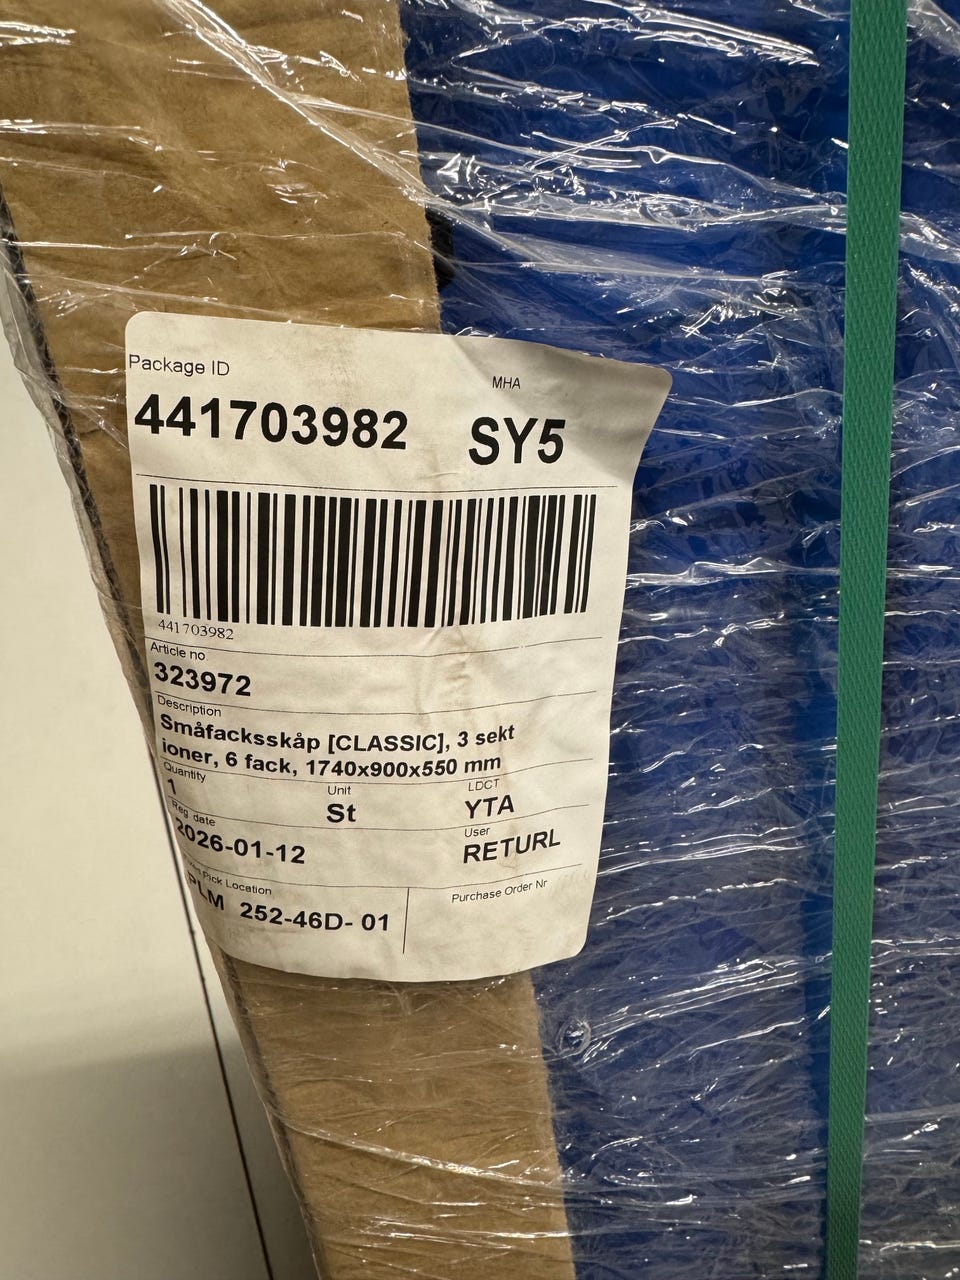 Package ID
MHA
441703982
SY5
441703982
Article no.
323972
Description
Småfacksskåp [CLASSIC], 3 sekt
ioner, 6 fack, 1740x900x550 mm
Quantity
Unit
LDCT
1
St
YTA
Reg. date
User
2026-01-12
RETURL
Pick Location
Purchase Order Nr
252-46D- 01